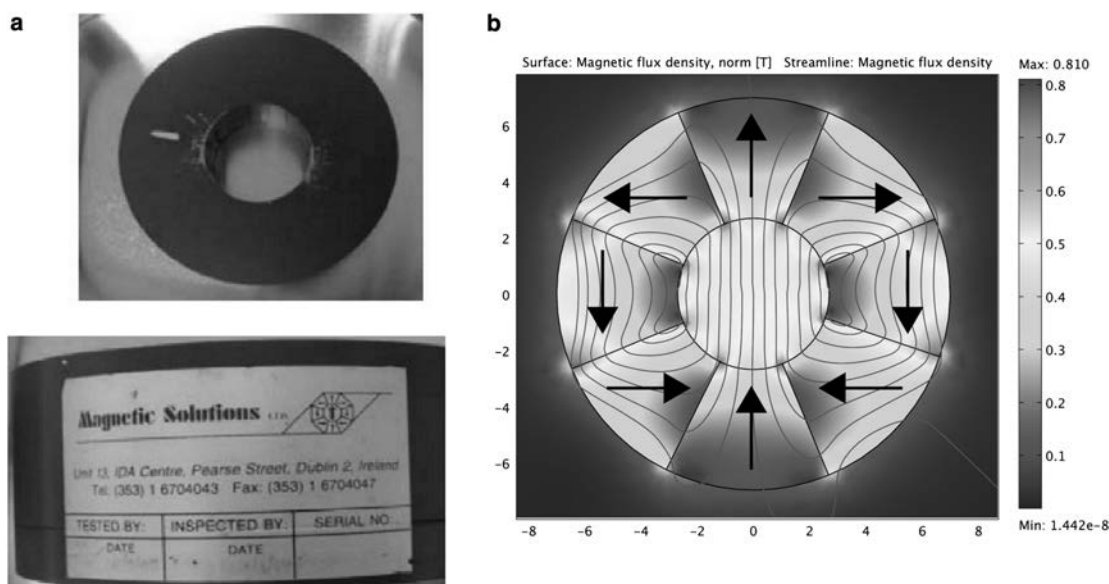 a
Magnetic Solutions LTD.
Unit 13, IDA Centre, Pearse Street, Dublin 2, Ireland
Tel: (353) 1 6704043 Fax: (353) 1 6704047
TESTED BY: INSPECTED BY: SERIAL NO
DATE DATE
b
Surface: Magnetic flux density, norm [T] Streamline: Magnetic flux density
Max: 0.810
0.8
0.7
0.6
0.5
0.4
0.3
0.2
0.1
Min: 1.442e-8
6
4
2
0
-2
-4
-6
-8 -6 -4 -2 0 2 4 6 8